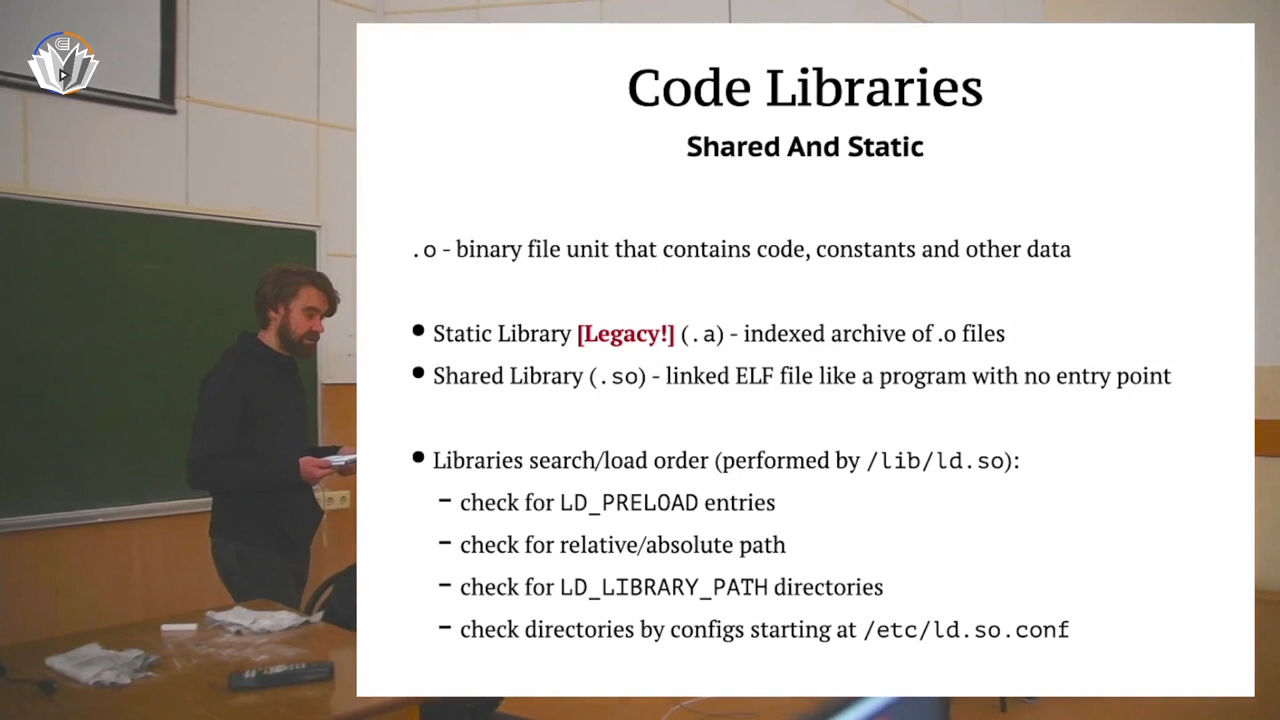 Code Libraries
Shared And Static
.o - binary file unit that contains code, constants and other data
• Static Library [Legacy!] (.a) - indexed archive of .o files
• Shared Library (.so) - linked ELF file like a program with no entry point
• Libraries search/load order (performed by /lib/ld.so):
– check for LD_PRELOAD entries
– check for relative/absolute path
– check for LD_LIBRARY_PATH directories
– check directories by configs starting at /etc/ld.so.conf